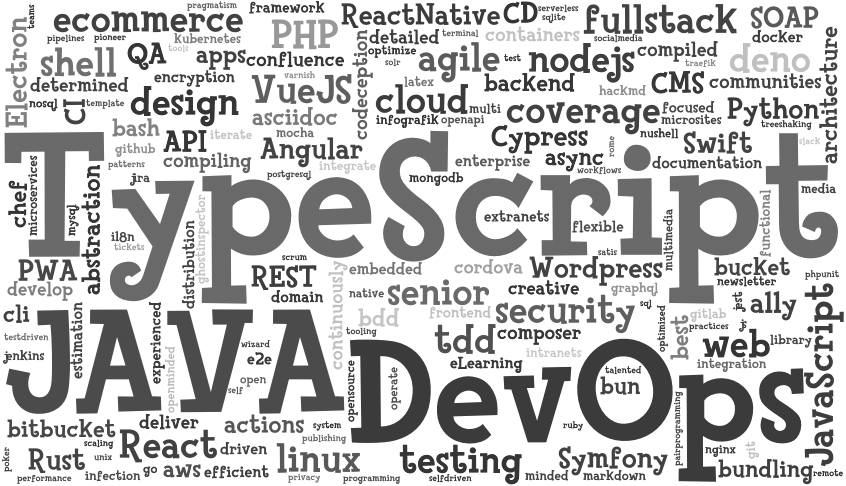 pragmatism
framework
ReactNative
CD
serverless
sqlite
fullstack
SOAP
teams
ecommerce
PHP
detailed
terminal
containers
socialmedia
docker
pipelines
pioneer
Kubernetes
optimize
Electron
shell
QA
tools
apps
confluence
solr
agile
test
nodejs
compiled
traefik
deno
architecture
determined
encryption
varnish
VueJS
codeception
latex
backend
hackmd
CMS
communities
nosql
CI
template
design
asciidoc
cloud
multi
coverage
focused
Python
bash
API
iterate
mocha
infografik
openapi
microsites
treeshaking
github
Angular
Cypress
rome
nushell
Swift
slack
patterns
compiling
integrate
enterprise
async
documentation
TypeScript
chef
microservices
jira
postgresql
mongodb
workflows
media
mysql
abstraction
extranets
flexible
functional
i18n
tickets
distribution
ghostinspector
multimedia
PWA
scrum
satis
REST
embedded
cordova
Wordpress
bucket
phpunit
develop
domain
continuously
native
senior
creative
graphql
sql
newsletter
cli
estimation
experienced
bdd
frontend
security
optimized
best
gitlab
jest
a11y
JavaScript
testdriven
tooling
tdd
composer
practices
js
jenkins
wizard
e2e
intranets
web
library
JAVA
DevOps
eLearning
integration
openminded
open
self
opensource
operate
talented
bun
bitbucket
deliver
actions
system
ruby
pairprogramming
scaling
publishing
nginx
git
poker
Rust
unix
React
driven
linux
testing
Symfony
bundling
performance
infection
go
aws
efficient
privacy
programming
selfdriven
minded
markdown
remote